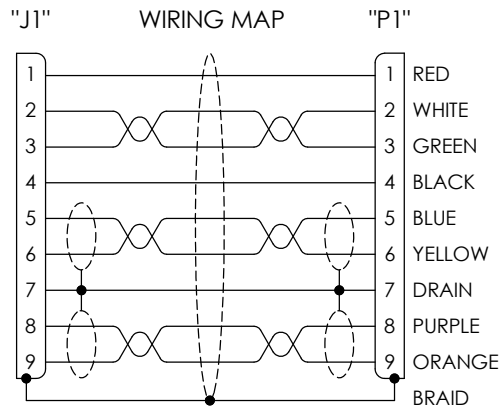 "J1" WIRING MAP "P1"
1 1 RED
2 2 WHITE
3 3 GREEN
4 4 BLACK
5 5 BLUE
6 6 YELLOW
7 7 DRAIN
8 8 PURPLE
9 9 ORANGE
BRAID